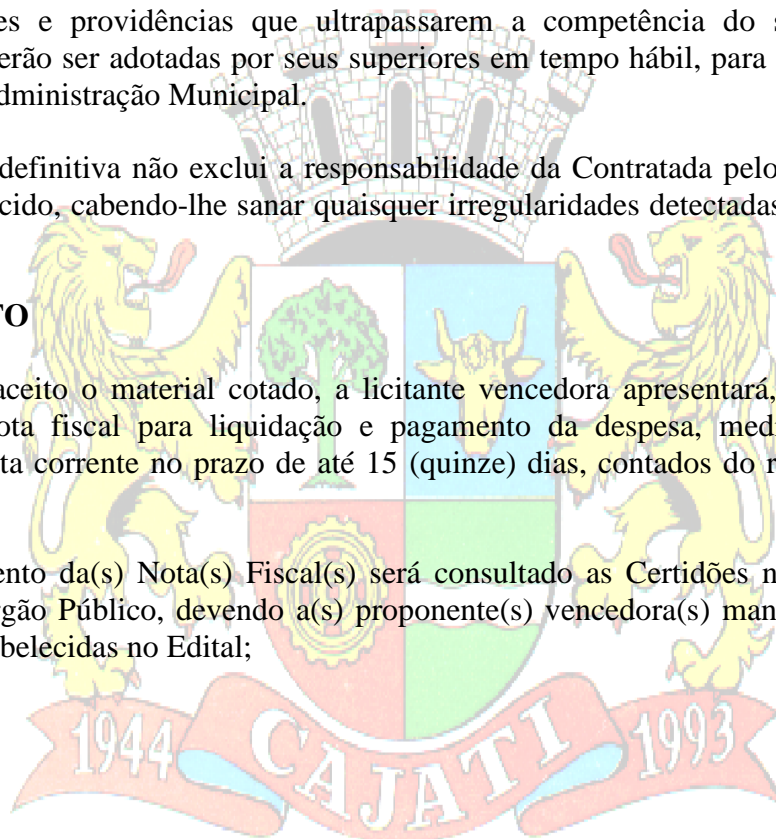 es e providências que ultrapassarem a competência do s
erão ser adotadas por seus superiores em tempo hábil, para
dministração Municipal.
definitiva não exclui a responsabilidade da Contratada pelo
cido, cabendo-lhe sanar quaisquer irregularidades detectadas
TO
aceito o material cotado, a licitante vencedora apresentará,
ota fiscal para liquidação e pagamento da despesa, medi
ta corrente no prazo de até 15 (quinze) dias, contados do r
ento da(s) Nota(s) Fiscal(s) será consultado as Certidões n
rgão Público, devendo a(s) proponente(s) vencedora(s) man
belecidas no Edital;
1944 CAJATI 1993